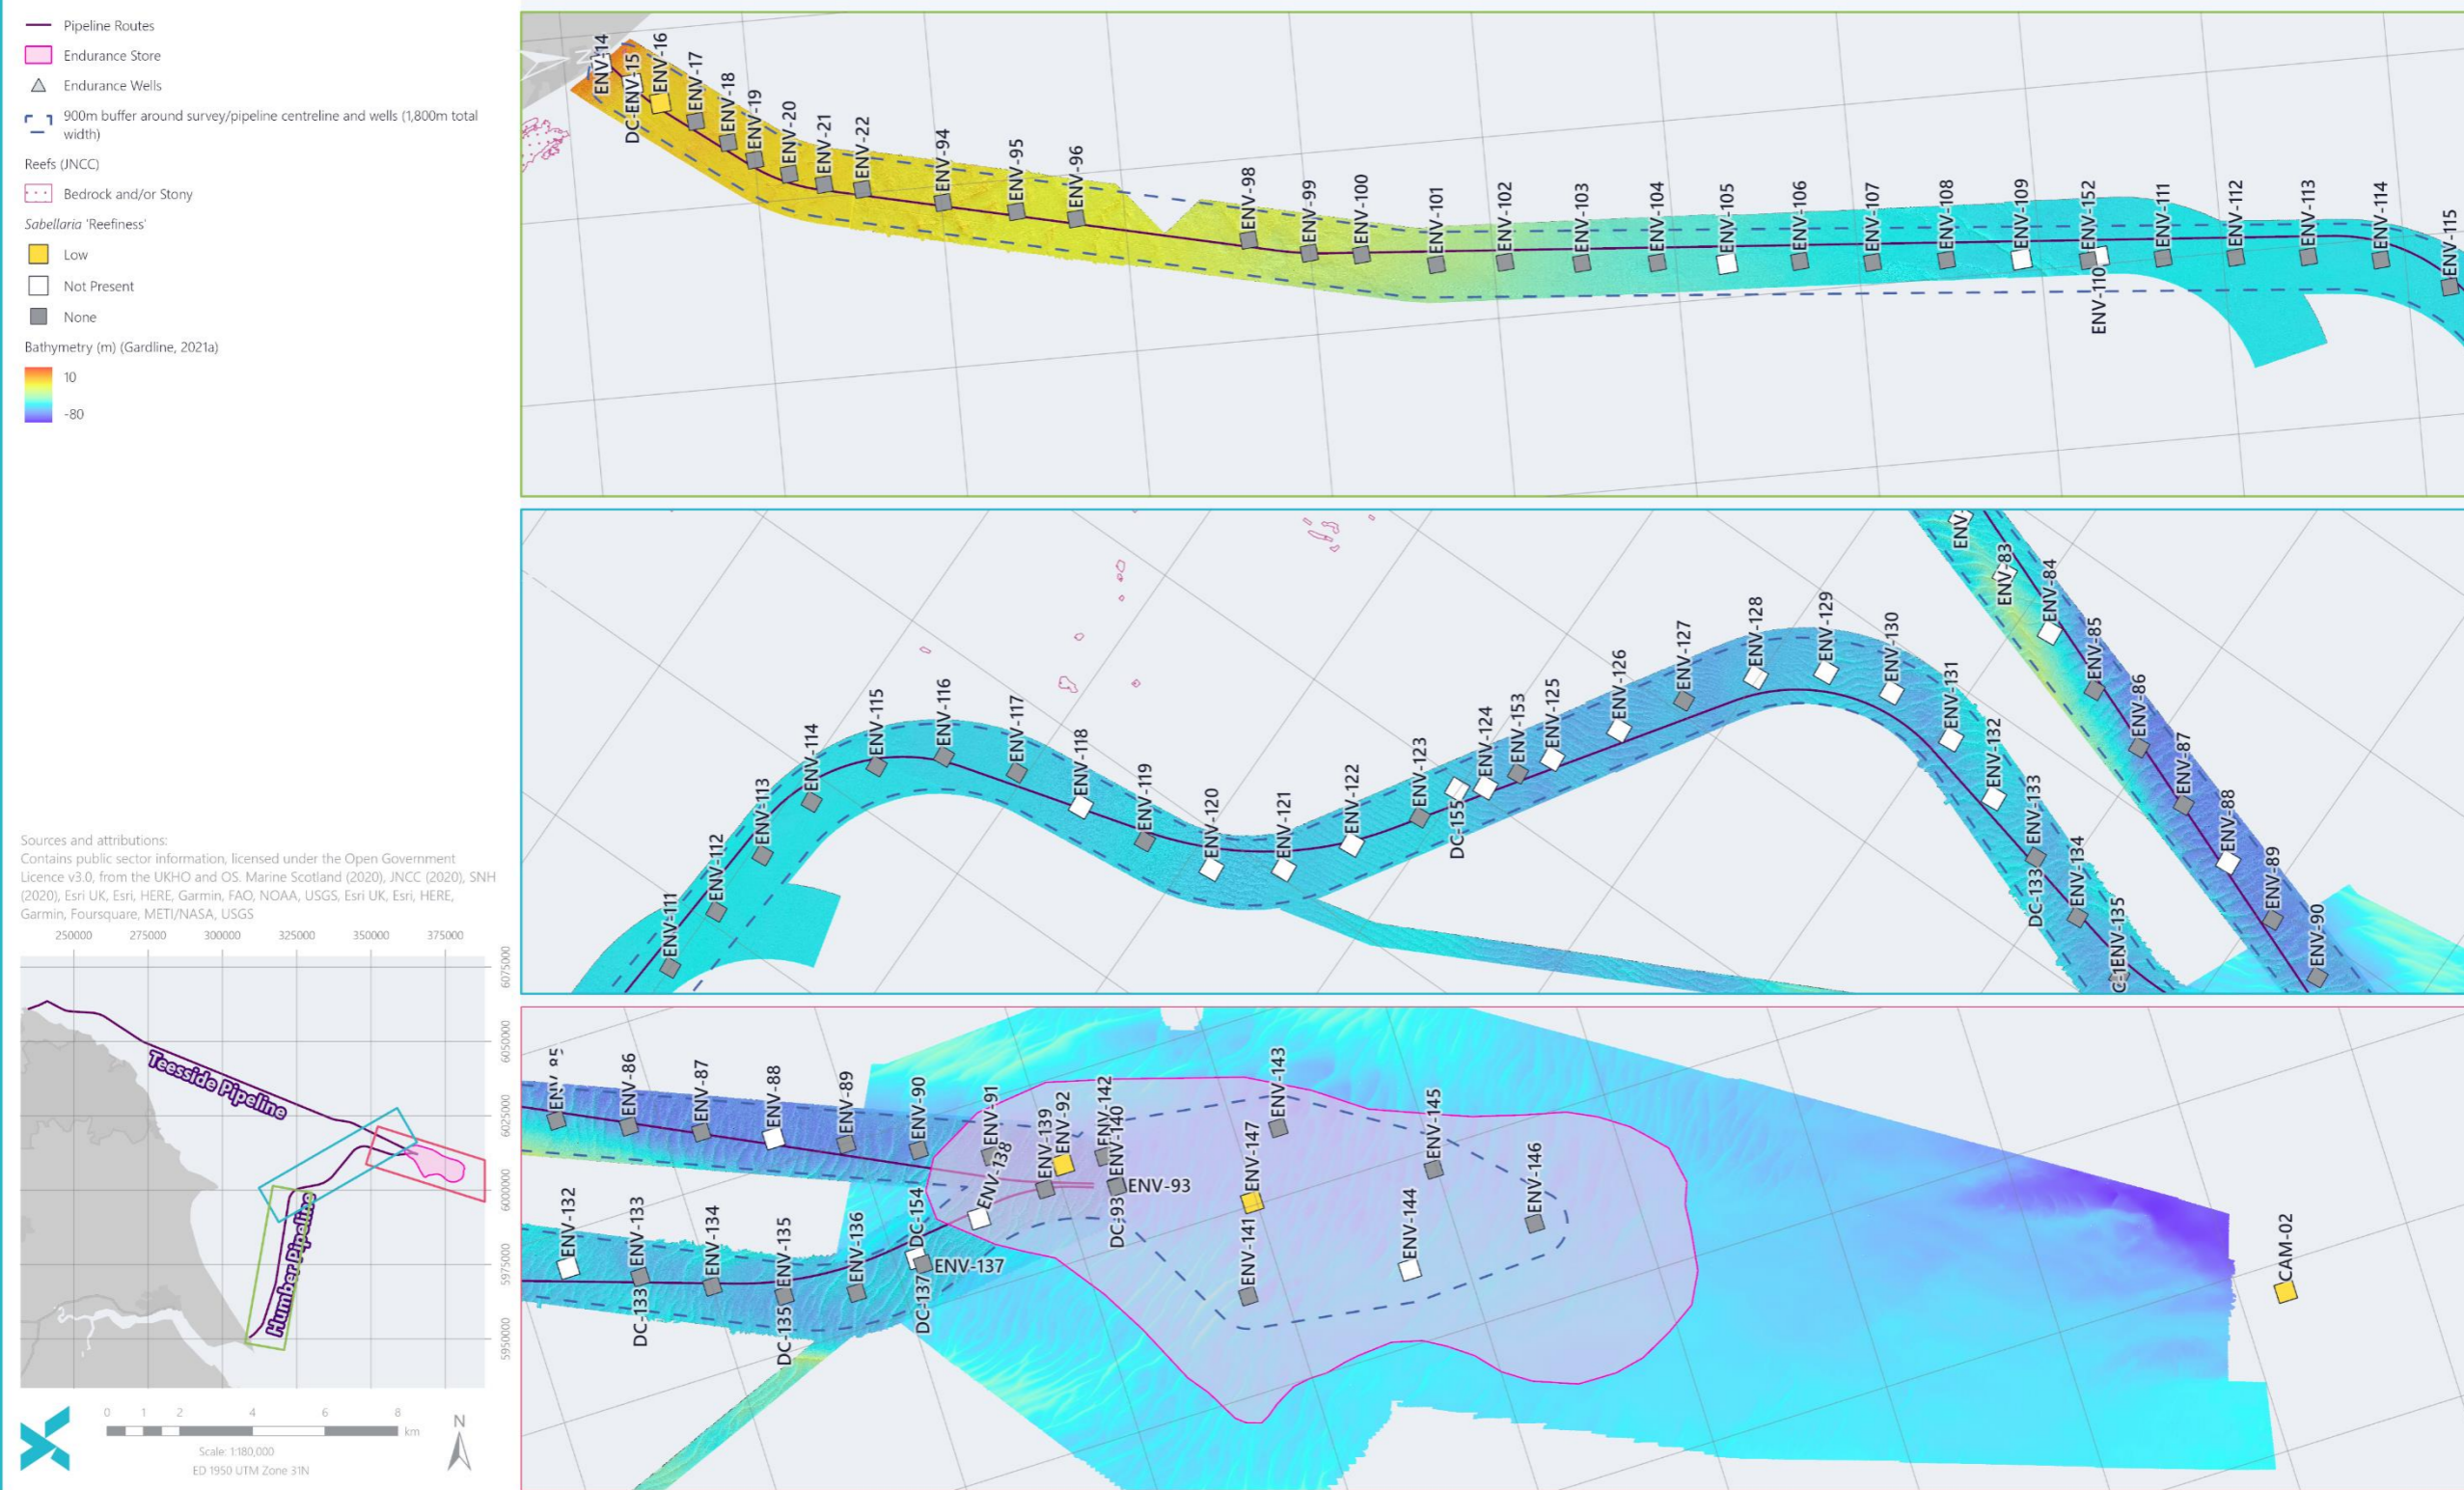 Pipeline Routes
Endurance Store
Endurance Wells
900m buffer around survey/pipeline centreline and wells (1,800m total
width)
Reefs (JNCC)
Bedrock and/or Stony
Sabellaria 'Reefiness'
Low
Not Present
None
Bathymetry (m) (Gardline, 2021a)
10
-80
Sources and attributions:
Contains public sector information, licensed under the Open Government
Licence v3.0, from the UKHO and OS. Marine Scotland (2020), JNCC (2020), SNH
(2020), Esri UK, Esri, HERE, Garmin, FAO, NOAA, USGS, Esri UK, Esri, HERE,
Garmin, Foursquare, METI/NASA, USGS
250000
275000
300000
325000
350000
375000
6075000
6050000
6025000
6000000
5975000
5950000
Teesside Pipeline
Humber Pipeline
0
1
2
4
6
8
km
Scale: 1:180,000
ED 1950 UTM Zone 31N
N
ENV-14
DC-ENV-15
ENV-16
ENV-17
ENV-18
ENV-19
ENV-20
ENV-21
ENV-22
ENV-94
ENV-95
ENV-96
ENV-98
ENV-99
ENV-100
ENV-101
ENV-102
ENV-103
ENV-104
ENV-105
ENV-106
ENV-107
ENV-108
ENV-109
ENV-152
ENV-110
ENV-111
ENV-112
ENV-113
ENV-114
ENV-115
ENV-111
ENV-112
ENV-113
ENV-114
ENV-115
ENV-116
ENV-117
ENV-118
ENV-119
ENV-120
ENV-121
ENV-122
ENV-123
DC-155
ENV-124
ENV-153
ENV-125
ENV-126
ENV-127
ENV-128
ENV-129
ENV-130
ENV-131
ENV-132
DC-133
ENV-133
ENV-134
ENV-135
ENV-83
ENV-84
ENV-85
ENV-86
ENV-87
ENV-88
ENV-89
ENV-90
ENV-85
ENV-86
ENV-87
ENV-88
ENV-89
ENV-90
ENV-91
ENV-138
ENV-139
ENV-92
ENV-142
ENV-140
ENV-93
DC-93
ENV-132
ENV-133
DC-133
ENV-134
ENV-135
DC-135
ENV-136
DC-154
ENV-137
DC-137
ENV-143
ENV-147
ENV-141
ENV-145
ENV-144
ENV-146
CAM-02